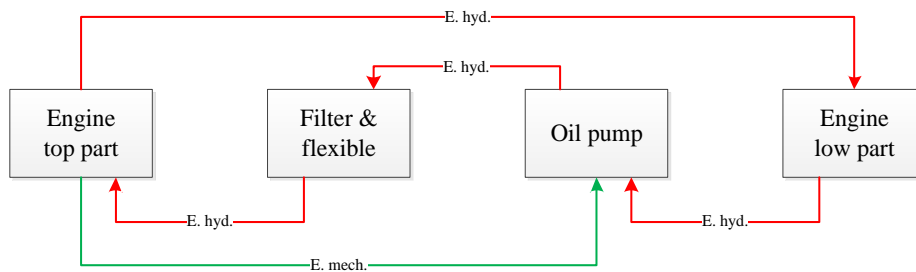 E. hyd.
E. hyd.
Engine
top part
Filter &
flexible
Oil pump
Engine
low part
E. hyd.
E. hyd.
E. mech.